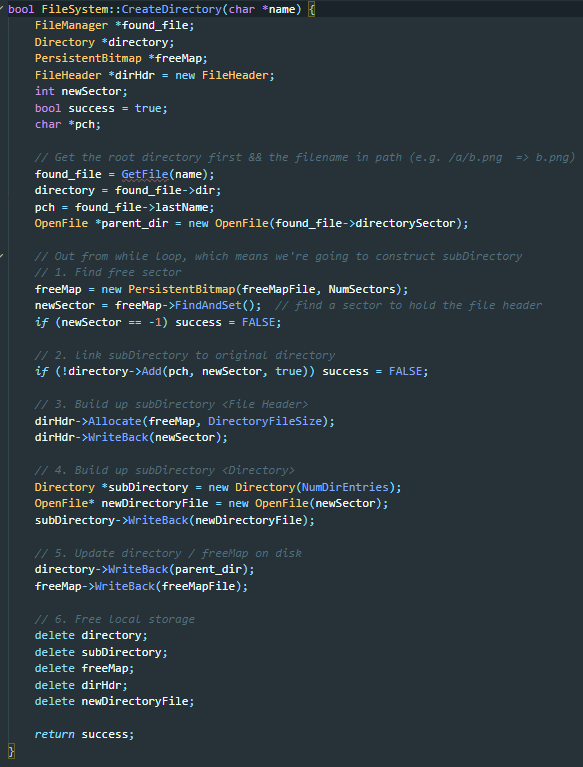 bool FileSystem::CreateDirectory(char *name) {
    FileManager *found_file;
    Directory *directory;
    PersistentBitmap *freeMap;
    FileHeader *dirHdr = new FileHeader;
    int newSector;
    bool success = true;
    char *pch;

    // Get the root directory first && the filename in path (e.g. /a/b.png  => b.png)
    found_file = GetFile(name);
    directory = found_file->dir;
    pch = found_file->lastName;
    OpenFile *parent_dir = new OpenFile(found_file->directorySector);

    // Out from while loop, which means we're going to construct subDirectory
    // 1. Find free sector
    freeMap = new PersistentBitmap(freeMapFile, NumSectors);
    newSector = freeMap->FindAndSet();  // find a sector to hold the file header
    if (newSector == -1) success = FALSE;

    // 2. link subDirectory to original directory
    if (!directory->Add(pch, newSector, true)) success = FALSE;

    // 3. Build up subDirectory <File Header>
    dirHdr->Allocate(freeMap, DirectoryFileSize);
    dirHdr->WriteBack(newSector);

    // 4. Build up subDirectory <Directory>
    Directory *subDirectory = new Directory(NumDirEntries);
    OpenFile* newDirectoryFile = new OpenFile(newSector);
    subDirectory->WriteBack(newDirectoryFile);

    // 5. Update directory / freeMap on disk
    directory->WriteBack(parent_dir);
    freeMap->WriteBack(freeMapFile);

    // 6. Free local storage
    delete directory;
    delete subDirectory;
    delete freeMap;
    delete dirHdr;
    delete newDirectoryFile;

    return success;
}